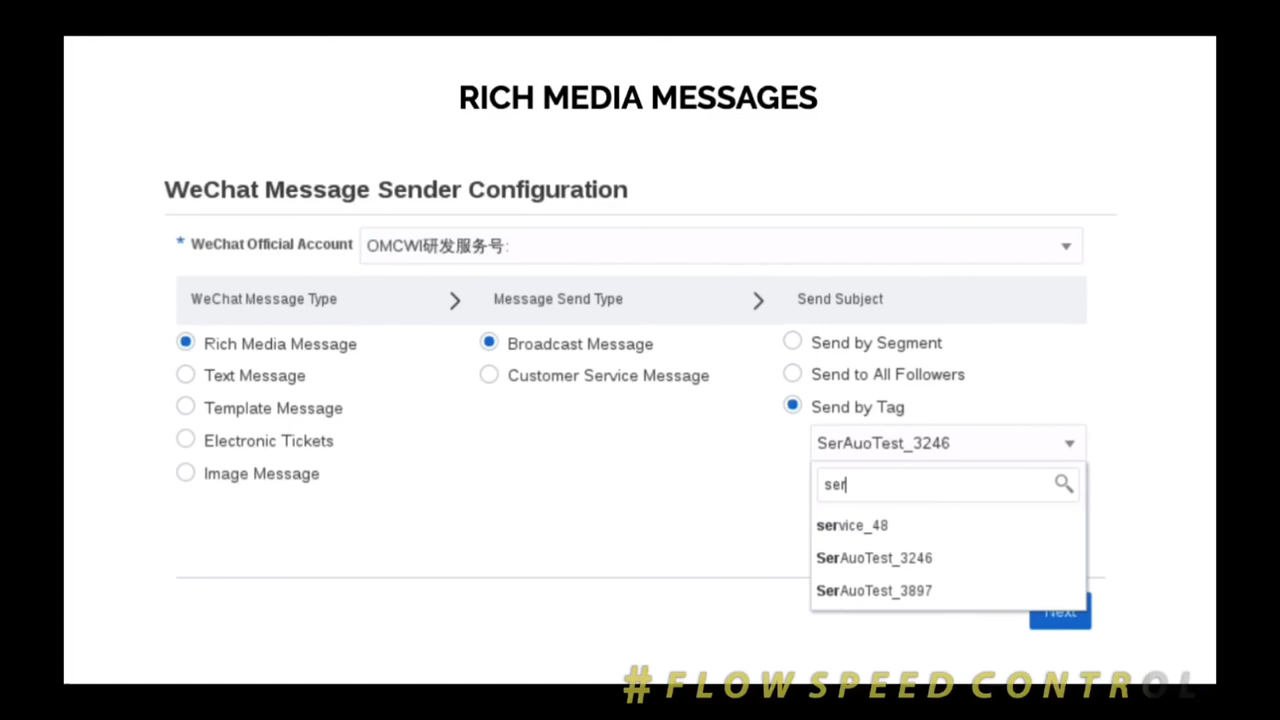 RICH MEDIA MESSAGES
WeChat Message Sender Configuration
* WeChat Official Account OMCWI研发服务号:
WeChat Message Type > Message Send Type > Send Subject
Rich Media Message Broadcast Message Send by Segment
Text Message Customer Service Message Send to All Followers
Template Message Send by Tag
Electronic Tickets SerAuoTest_3246
Image Message ser
service_48
SerAuoTest_3246
SerAuoTest_3897
Next
#FLOW SPEED CONTROL